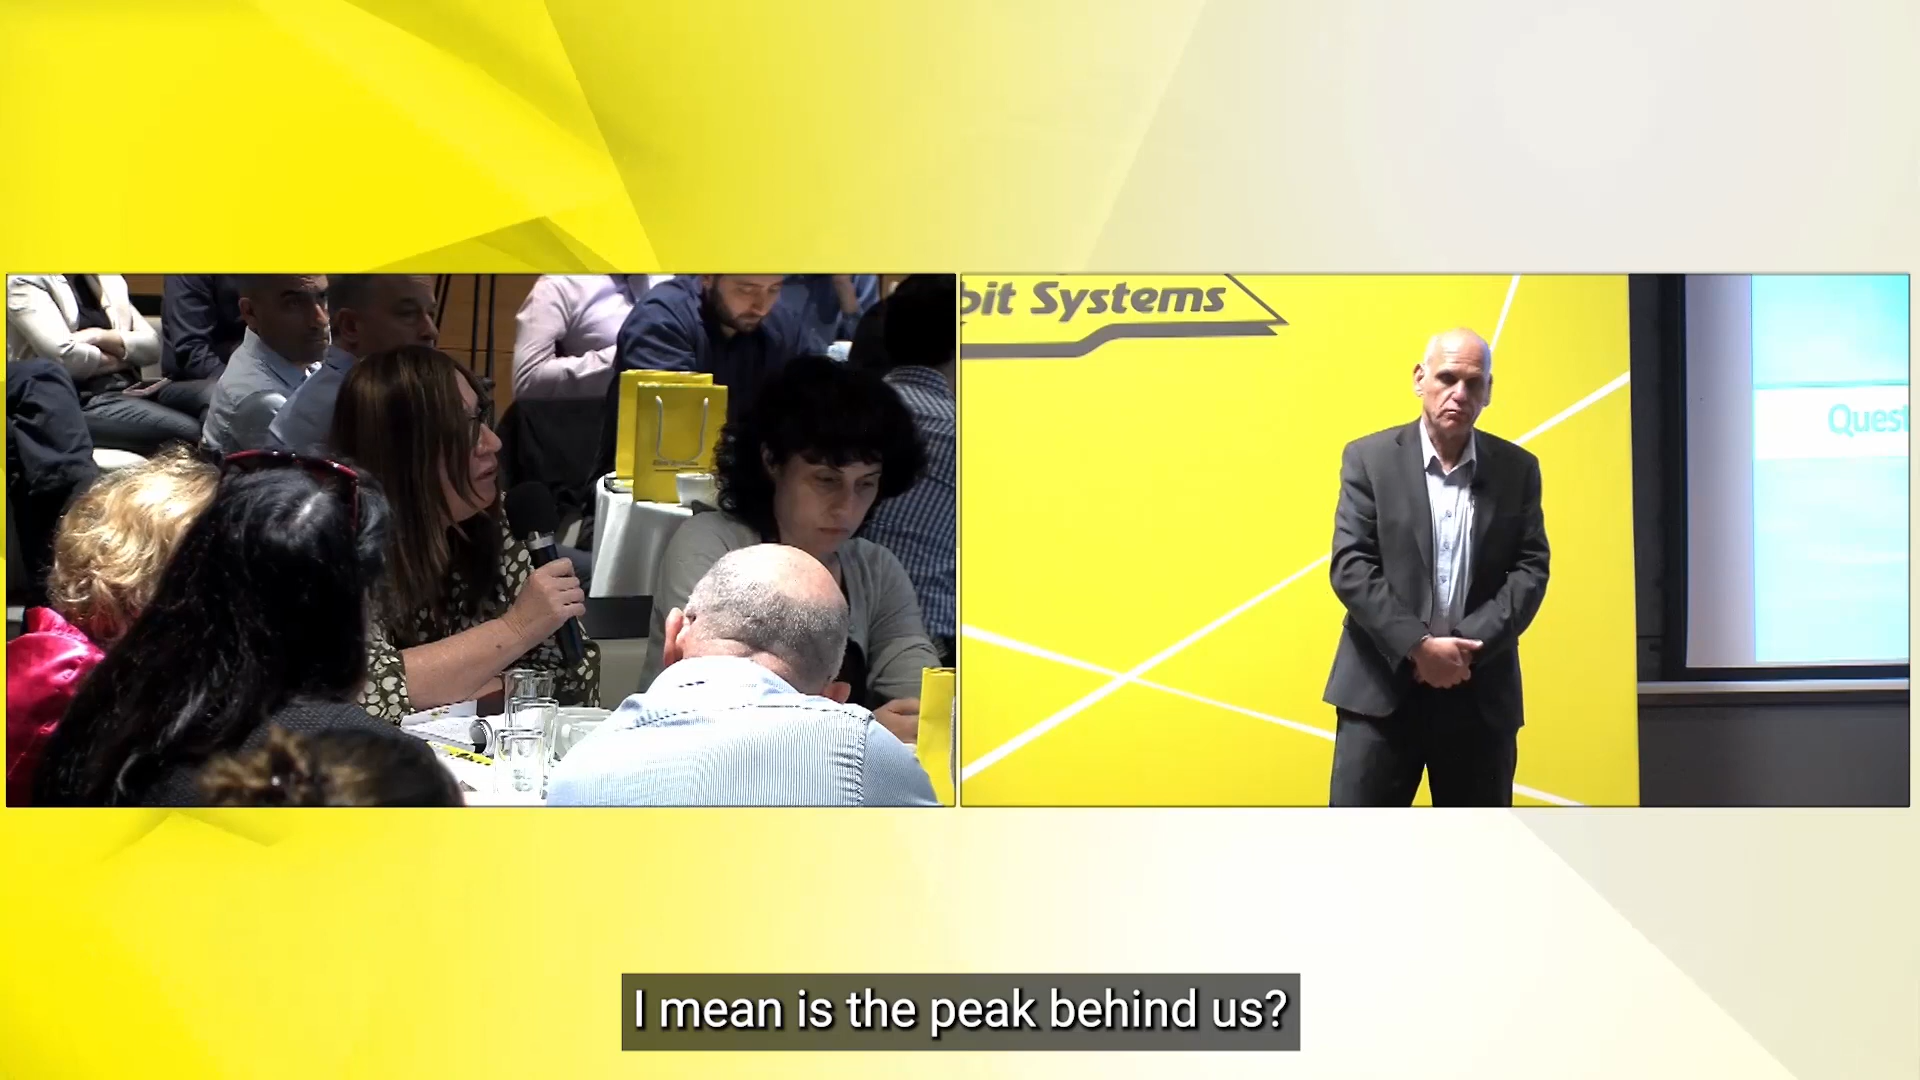 bit Systems
Quest
I mean is the peak behind us?